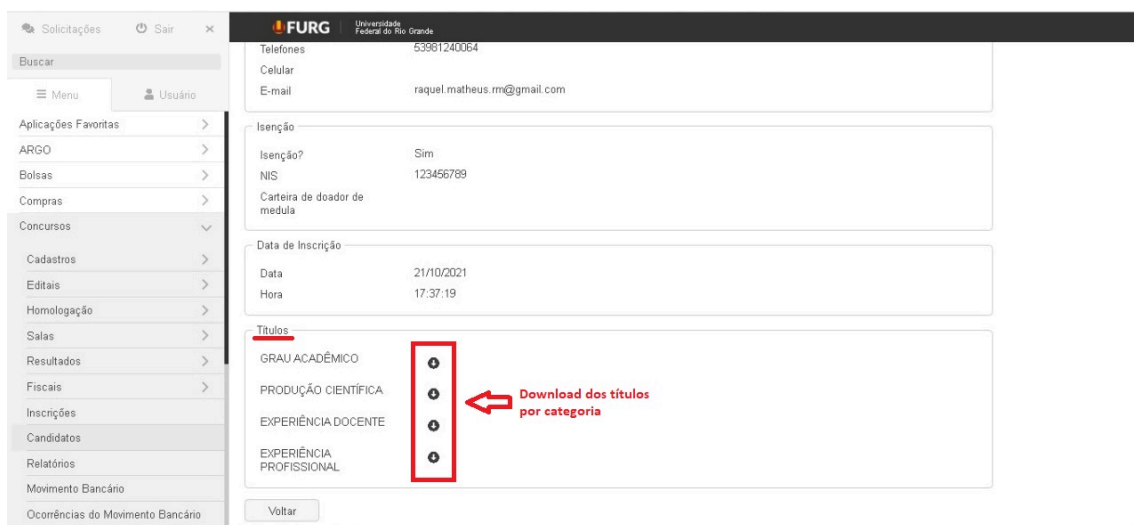 Solicitações Sair ×
FURG Universidade
Federal do Rio Grande
Buscar
Menu Usuário
Aplicações Favoritas
ARGO
Bolsas
Compras
Concursos
Cadastros
Editais
Homologação
Salas
Resultados
Fiscais
Inscrições
Candidatos
Relatórios
Movimento Bancário
Ocorrências do Movimento Bancário
Telefones 53981240064
Celular
E-mail raquel.matheus.rm@gmail.com
Isenção
Isenção? Sim
NIS 123456789
Carteira de doador de
medula
Data de Inscrição
Data 21/10/2021
Hora 17:37:19
Títulos
GRAU ACADÊMICO
PRODUÇÃO CIENTÍFICA
EXPERIÊNCIA DOCENTE
EXPERIÊNCIA
PROFISSIONAL
Download dos títulos
por categoria
Voltar